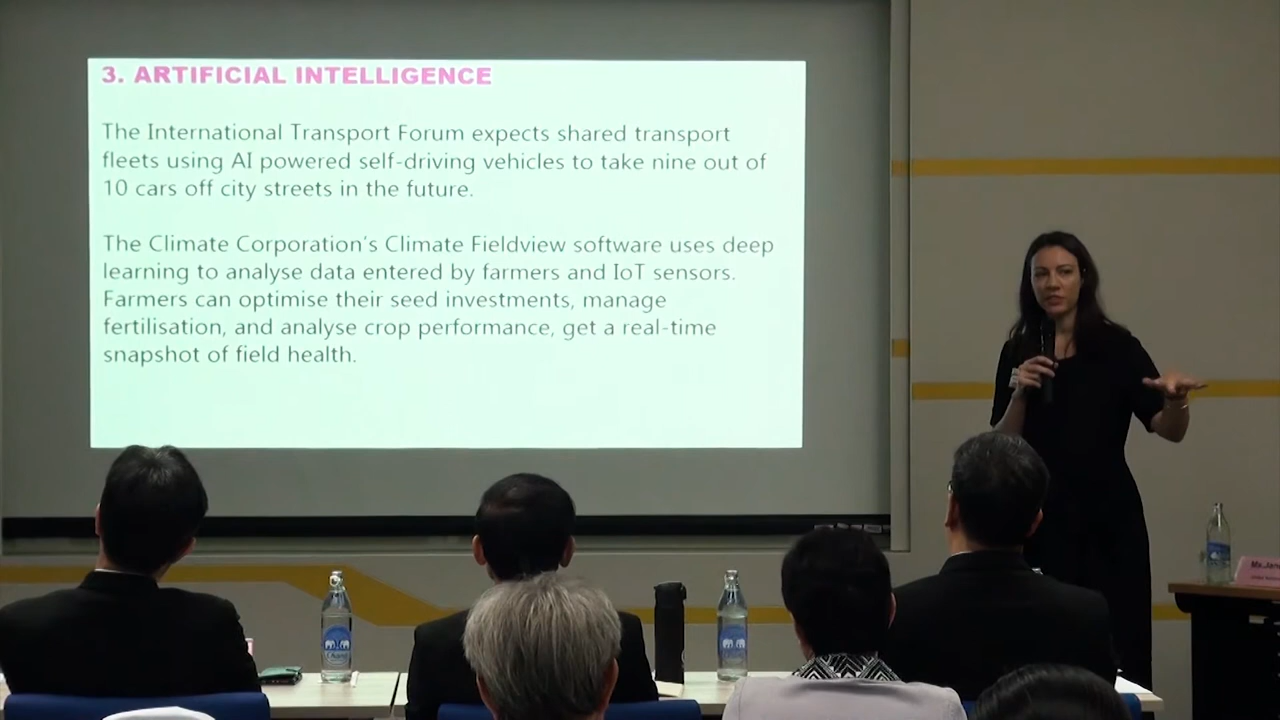 3. ARTIFICIAL INTELLIGENCE
The International Transport Forum expects shared transport
fleets using AI powered self-driving vehicles to take nine out of
10 cars off city streets in the future.
The Climate Corporation's Climate Fieldview software uses deep
learning to analyse data entered by farmers and IoT sensors.
Farmers can optimise their seed investments, manage
fertilisation, and analyse crop performance, get a real-time
snapshot of field health.